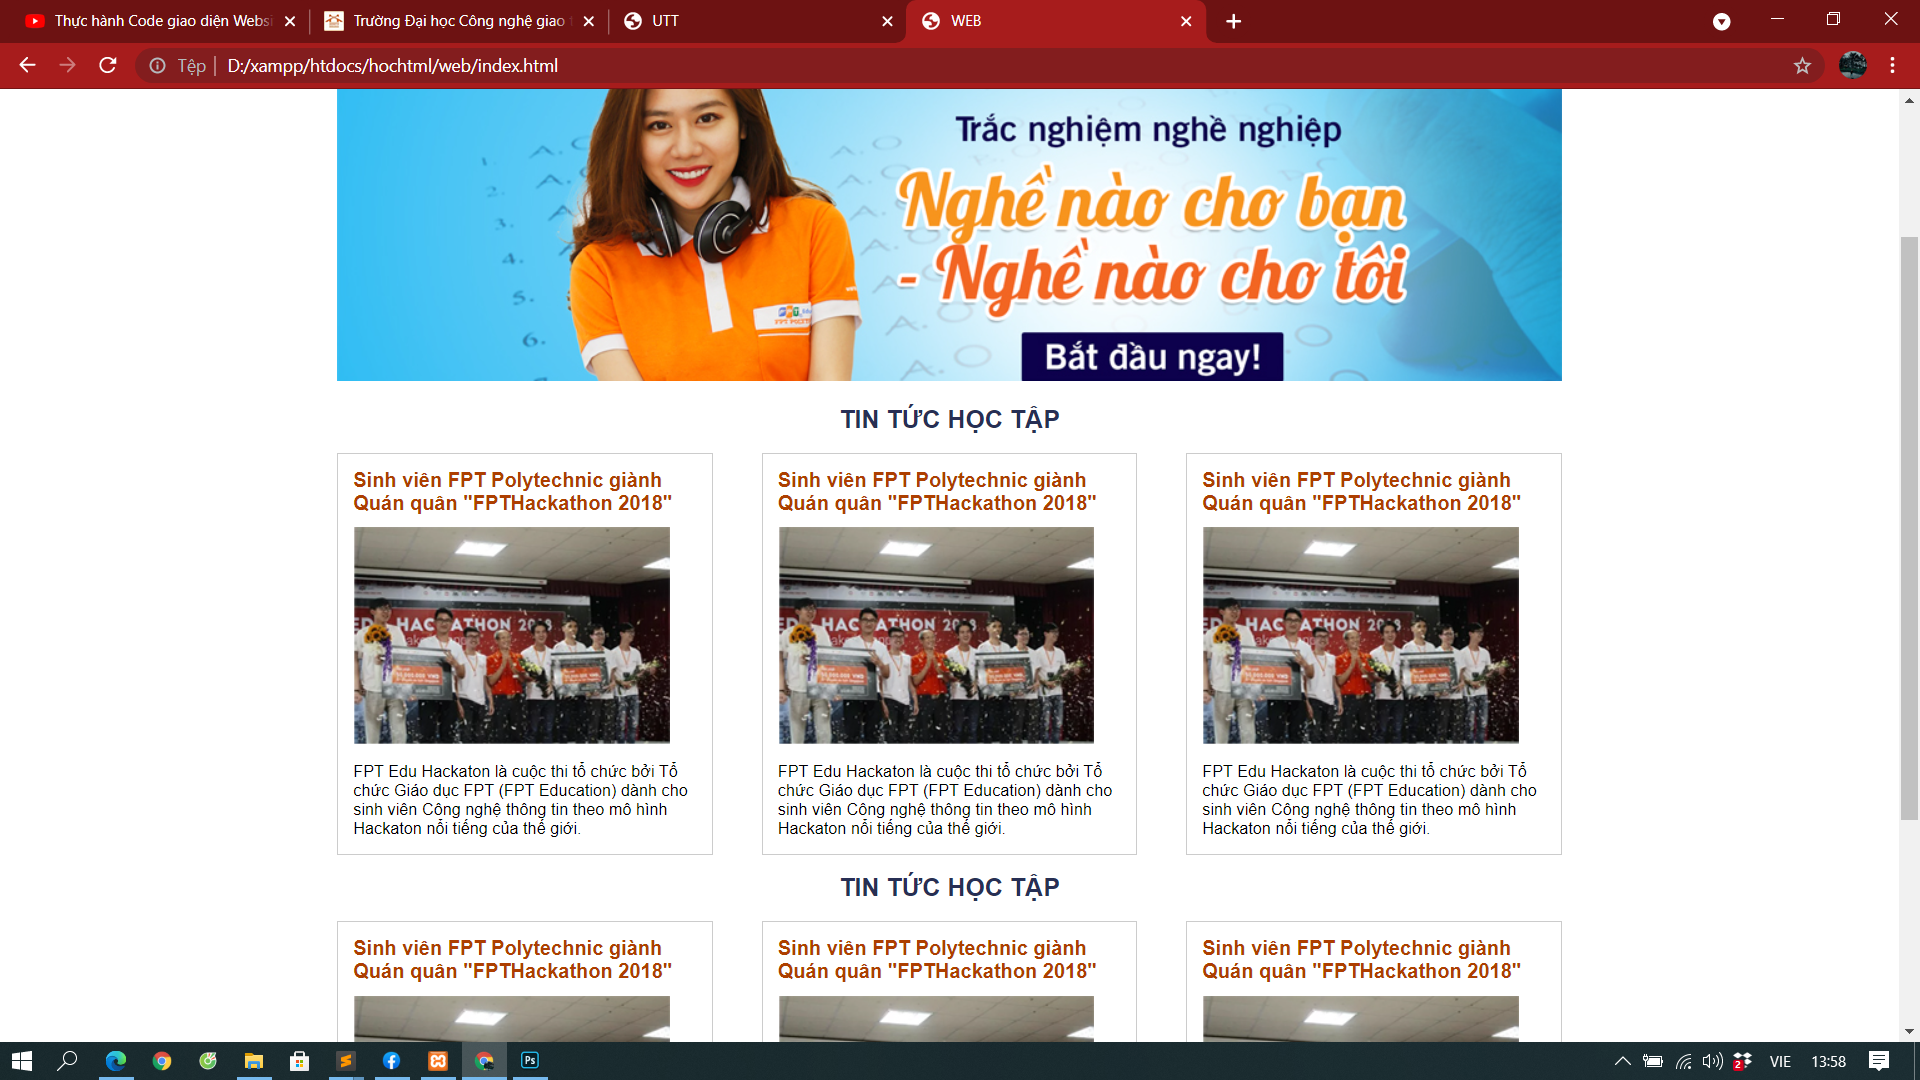 Thực hành Code giao diện Websi
Trường Đại học Công nghệ giao t
UTT
WEB
Tệp | D:/xampp/htdocs/hochtml/web/index.html
Trắc nghiệm nghề nghiệp
Nghề nào cho bạn
- Nghề nào cho tôi
Bắt đầu ngay!
TIN TỨC HỌC TẬP
Sinh viên FPT Polytechnic giành
Quán quân "FPTHackathon 2018"
HACKATHON 2018
FPT Edu Hackaton là cuộc thi tổ chức bởi Tổ
chức Giáo dục FPT (FPT Education) dành cho
sinh viên Công nghệ thông tin theo mô hình
Hackaton nổi tiếng của thế giới.
Sinh viên FPT Polytechnic giành
Quán quân "FPTHackathon 2018"
HACKATHON 2018
FPT Edu Hackaton là cuộc thi tổ chức bởi Tổ
chức Giáo dục FPT (FPT Education) dành cho
sinh viên Công nghệ thông tin theo mô hình
Hackaton nổi tiếng của thế giới.
Sinh viên FPT Polytechnic giành
Quán quân "FPTHackathon 2018"
HACKATHON 2018
FPT Edu Hackaton là cuộc thi tổ chức bởi Tổ
chức Giáo dục FPT (FPT Education) dành cho
sinh viên Công nghệ thông tin theo mô hình
Hackaton nổi tiếng của thế giới.
TIN TỨC HỌC TẬP
Sinh viên FPT Polytechnic giành
Quán quân "FPTHackathon 2018"
Sinh viên FPT Polytechnic giành
Quán quân "FPTHackathon 2018"
Sinh viên FPT Polytechnic giành
Quán quân "FPTHackathon 2018"
Ps
2
VIE
13:58